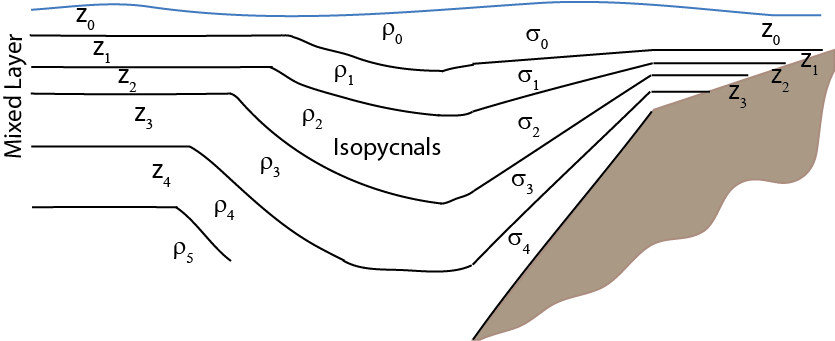 Mixed Layer
z₀
z₁
z₂
z₃
z₄
ρ₀
ρ₁
ρ₂
ρ₃
ρ₄
ρ₅
Isopycnals
σ₀
σ₁
σ₂
σ₃
σ₄
z₀
z₁
z₂
z₃